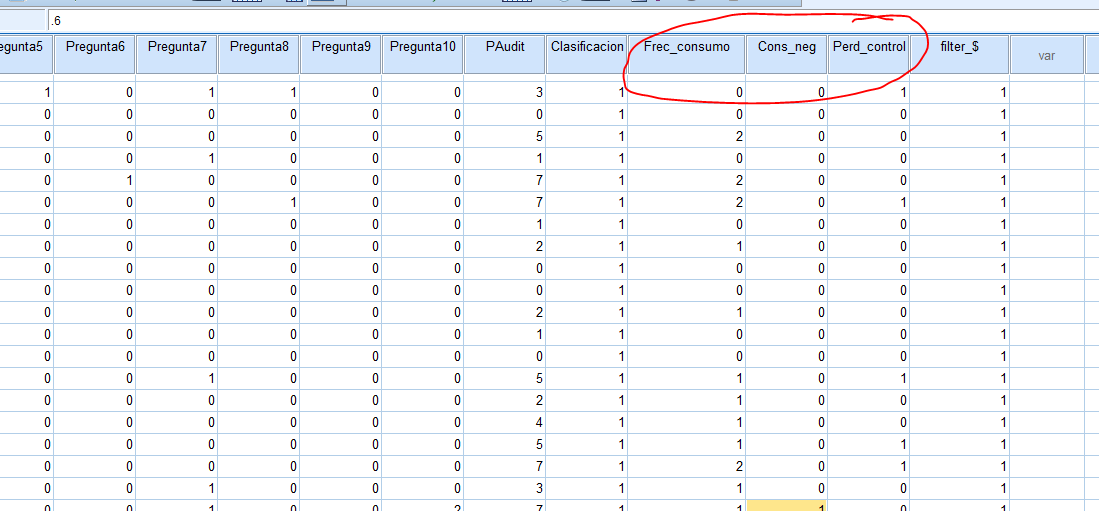 .6
egunta5 Pregunta6 Pregunta7 Pregunta8 Pregunta9 Pregunta10 PAudit Clasificacion Frec_consumo Cons_neg Perd_control filter_$ var
1 0 1 1 0 0 3 1 0 0 1 1
0 0 0 0 0 0 0 1 0 0 0 1
0 0 0 0 0 0 5 1 2 0 0 1
0 0 1 0 0 0 1 1 0 0 0 1
0 1 0 0 0 0 7 1 2 0 0 1
0 0 0 1 0 0 7 1 2 0 1 1
0 0 0 0 0 0 1 1 0 0 0 1
0 0 0 0 0 0 2 1 1 0 0 1
0 0 0 0 0 0 0 1 0 0 0 1
0 0 0 0 0 0 0 1 0 0 0 1
0 0 0 0 0 0 2 1 1 0 0 1
0 0 0 0 0 0 1 1 0 0 0 1
0 0 0 0 0 0 0 1 0 0 0 1
0 0 1 0 0 0 5 1 1 0 1 1
0 0 0 0 0 0 2 1 1 0 0 1
0 0 0 0 0 0 4 1 1 0 0 1
0 0 0 0 0 0 5 1 1 0 1 1
0 0 0 0 0 0 7 1 2 0 1 1
0 0 1 0 0 0 3 1 1 0 0 1
0 0 1 0 0 2 7 1 1 1 0 1